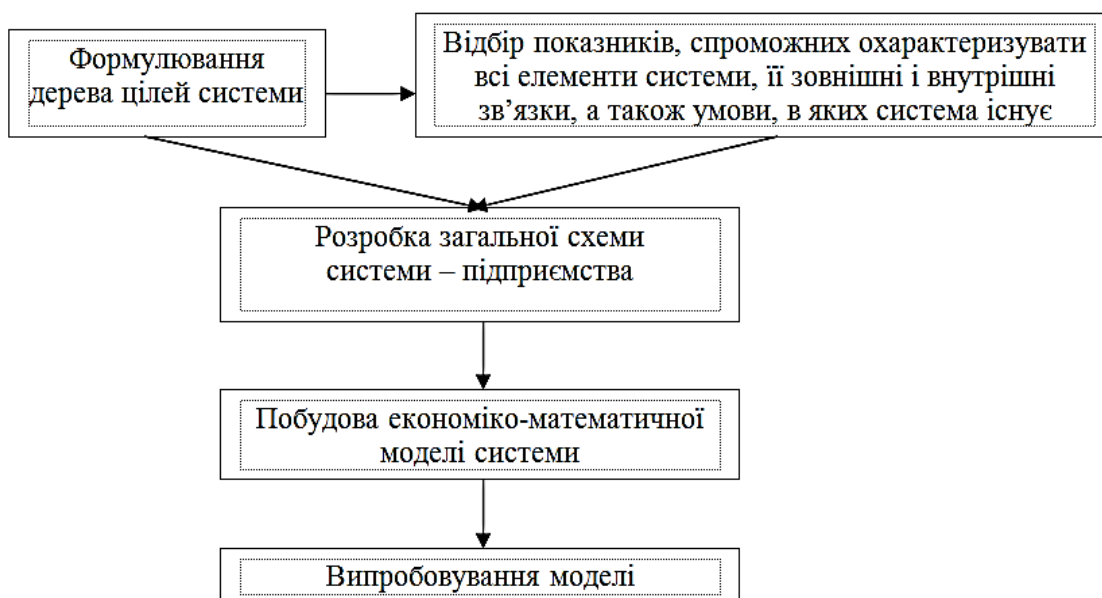 Формулювання
дерева цілей системи
Відбір показників, спроможних охарактеризувати
всі елементи системи, її зовнішні і внутрішні
зв’язки, а також умови, в яких система існує
Розробка загальної схеми
системи – підприємства
Побудова економіко-математичної
моделі системи
Випробовування моделі